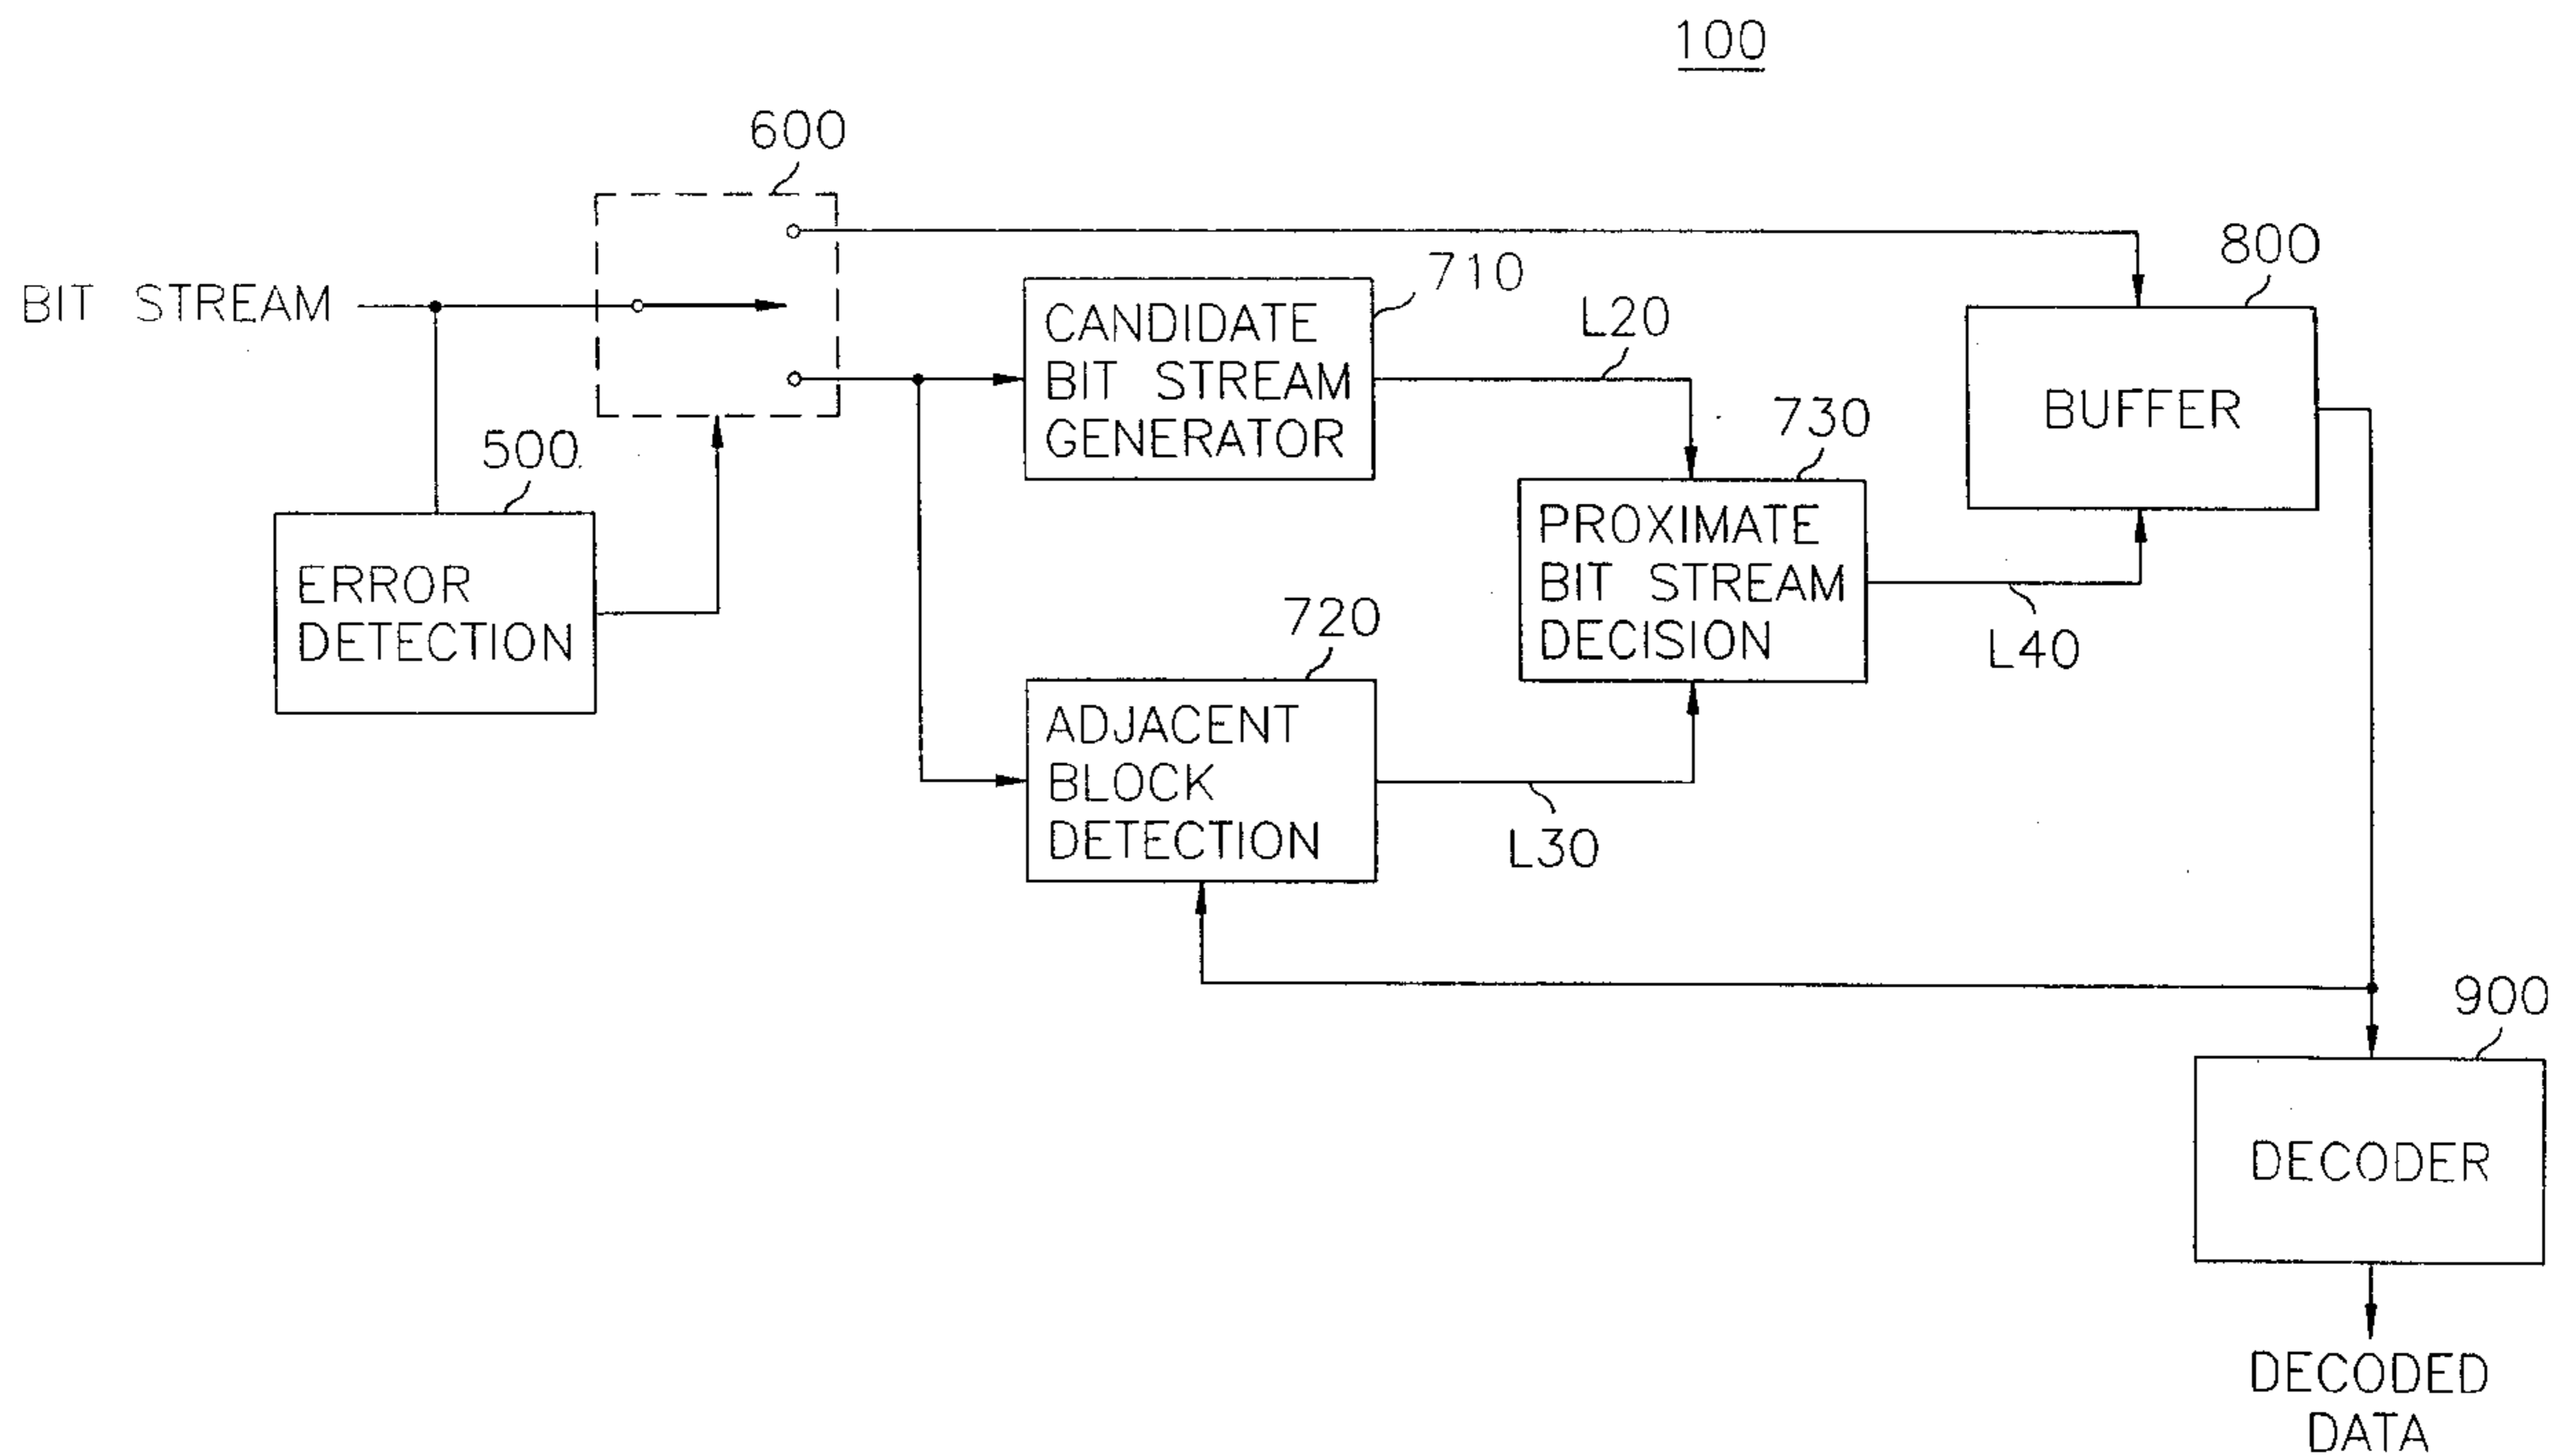 100
600
BIT STREAM
500
ERROR
DETECTION
710
CANDIDATE
BIT STREAM
GENERATOR
L20
720
ADJACENT
BLOCK
DETECTION
L30
730
PROXIMATE
BIT STREAM
DECISION
L40
800
BUFFER
900
DECODER
DECODED
DATA